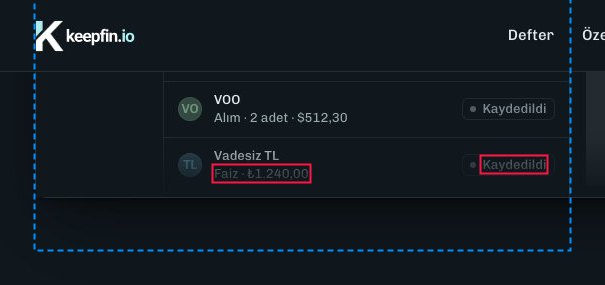 keepfin.io
Defter
Öze
VO
VOO
Alım · 2 adet · $512,30
Kaydedildi
TL
Vadesiz TL
Faiz · ₺1.240,00
Kaydedildi